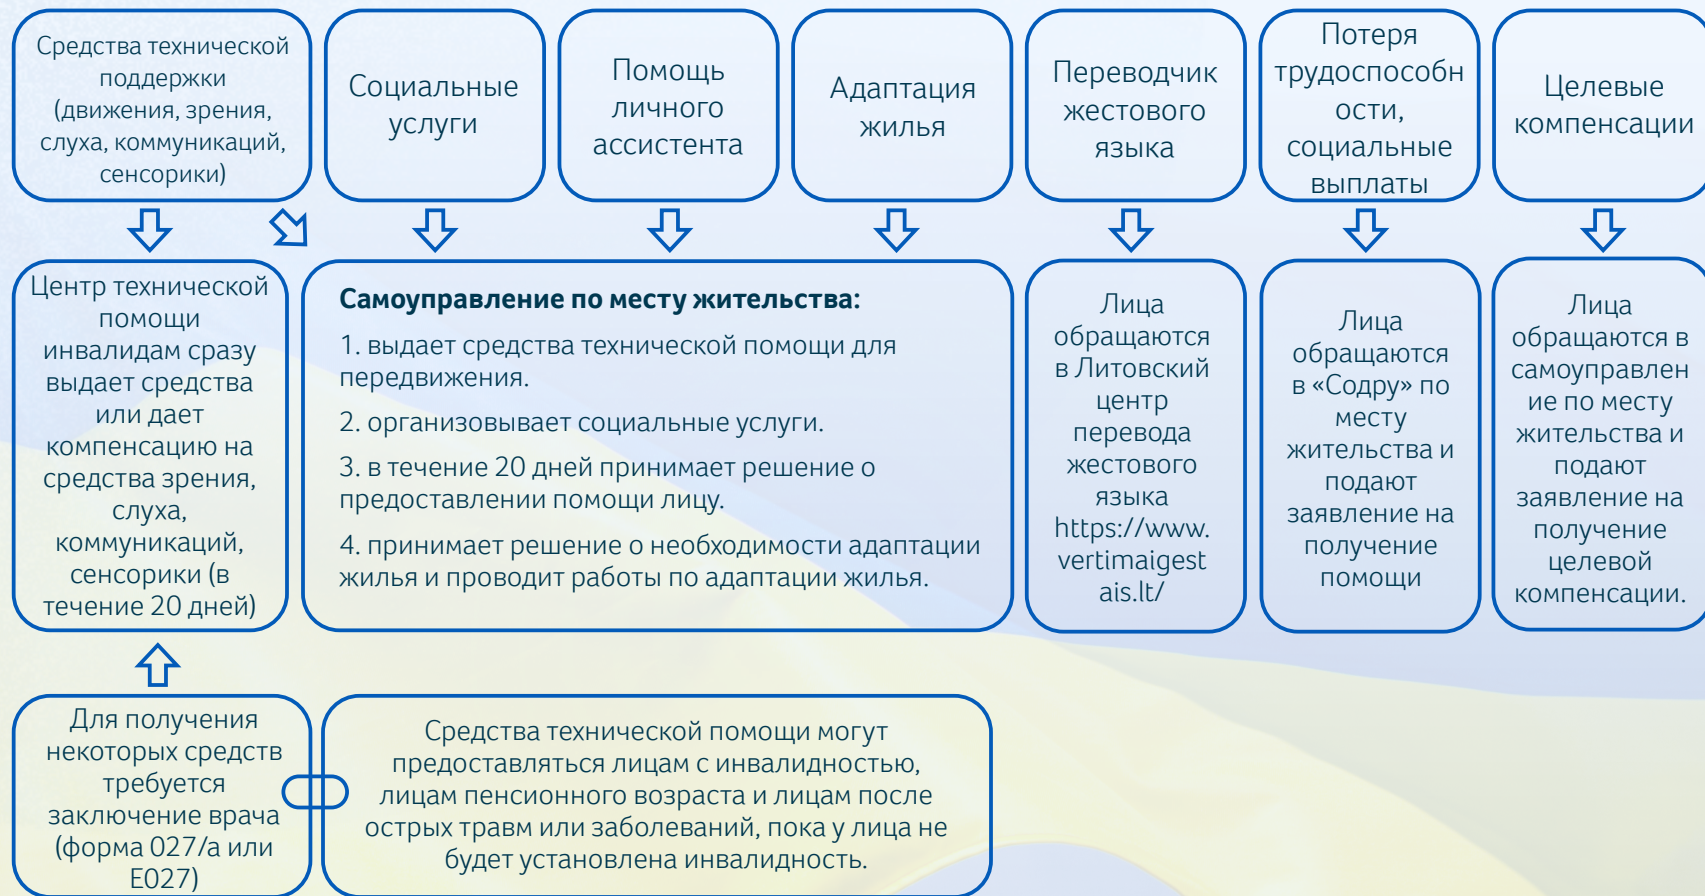 Средства технической
поддержки
(движения, зрения,
слуха, коммуникаций,
сенсорики)
Социальные
услуги
Помощь
личного
ассистента
Адаптация
жилья
Переводчик
жестового
языка
Потеря
трудоспособн
ости,
социальные
выплаты
Целевые
компенсации
Центр технической
помощи
инвалидам сразу
выдает средства
или дает
компенсацию на
средства зрения,
слуха,
коммуникаций,
сенсорики (в
течение 20 дней)
Самоуправление по месту жительства:
1. выдает средства технической помощи для
передвижения.
2. организовывает социальные услуги.
3. в течение 20 дней принимает решение о
предоставлении помощи лицу.
4. принимает решение о необходимости адаптации
жилья и проводит работы по адаптации жилья.
Лица
обращаются
в Литовский
центр
перевода
жестового
языка
https://www.
vertimaigest
ais.lt/
Лица
обращаются
в «Содру» по
месту
жительства и
подают
заявление на
получение
помощи
Лица
обращаются в
самоуправлен
ие по месту
жительства и
подают
заявление на
получение
целевой
компенсации.
Для получения
некоторых средств
требуется
заключение врача
(форма 027/а или
Е027)
Средства технической помощи могут
предоставляться лицам с инвалидностью,
лицам пенсионного возраста и лицам после
острых травм или заболеваний, пока у лица не
будет установлена инвалидность.